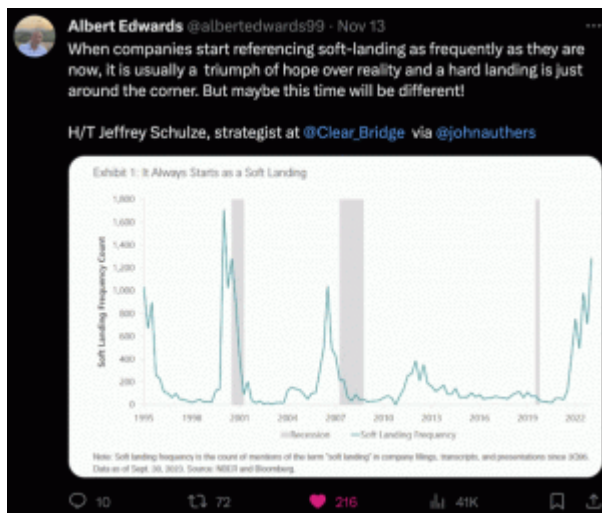 Albert Edwards @albertedwards99 · Nov 13
When companies start referencing soft-landing as frequently as they are
now, it is usually a triumph of hope over reality and a hard landing is just
around the corner. But maybe this time will be different!
H/T Jeffrey Schulze, strategist at @Clear_Bridge via @johnauthers
Exhibit 1: It Always Starts as a Soft Landing
Soft Landing Frequency Count
1,800
1,600
1,400
1,200
1,000
800
600
400
200
0
1995 1998 2001 2004 2007 2010 2013 2016 2019 2022
Recession Soft Landing Frequency
Note: Soft landing frequency is the count of members of the term "soft landing" in company filings, transcripts, and presentations since
Data as of Sept. 30, 2023. Source: NBER and Bloomberg.
10 72 216 41K